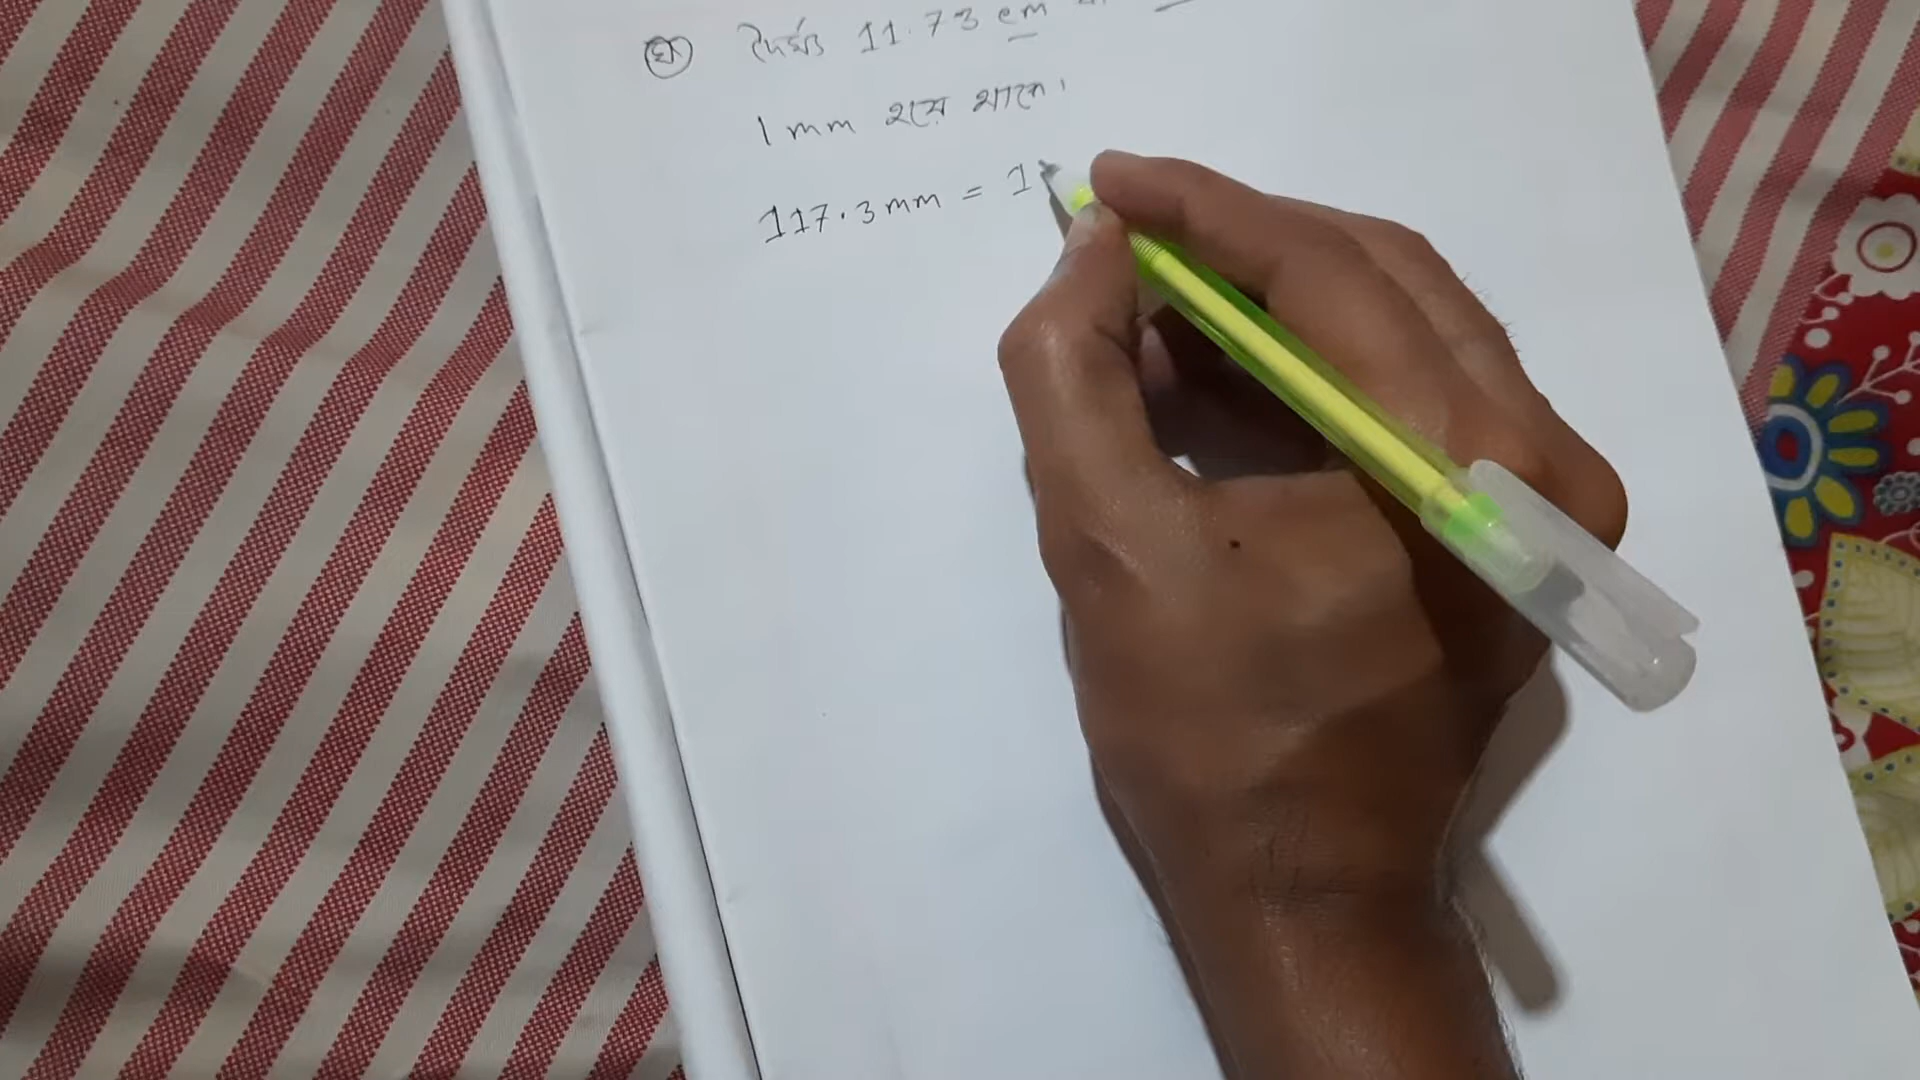 ঘ দৈর্ঘ্য 11.73 cm
1 mm হয়ে থাকে।
117.3 mm = 1